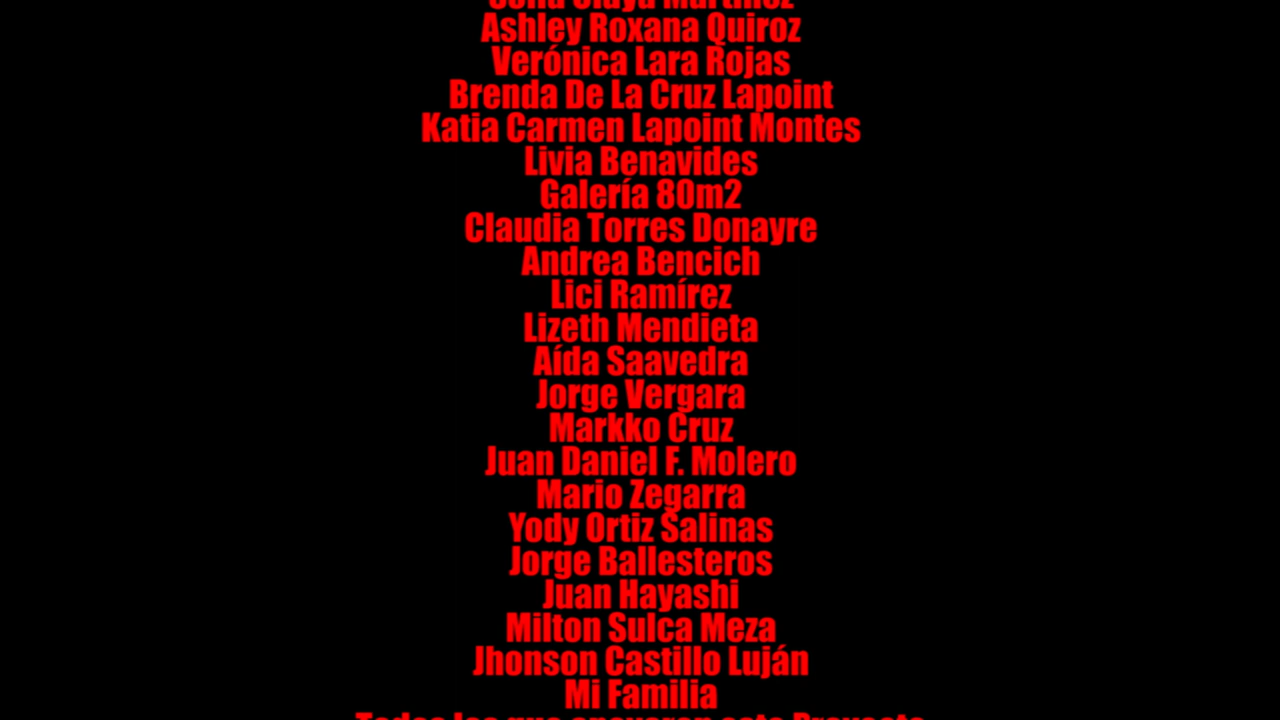 Ashley Roxana Quiroz
Verónica Lara Rojas
Brenda De La Cruz Lapoint
Katia Carmen Lapoint Montes
Livia Benavides
Galería 80m2
Claudia Torres Donayre
Andrea Bencich
Lici Ramírez
Lizeth Mendieta
Aída Saavedra
Jorge Vergara
Markko Cruz
Juan Daniel F. Molero
Mario Zegarra
Yody Ortiz Salinas
Jorge Ballesteros
Juan Hayashi
Milton Sulca Meza
Jhonson Castillo Luján
Mi Familia